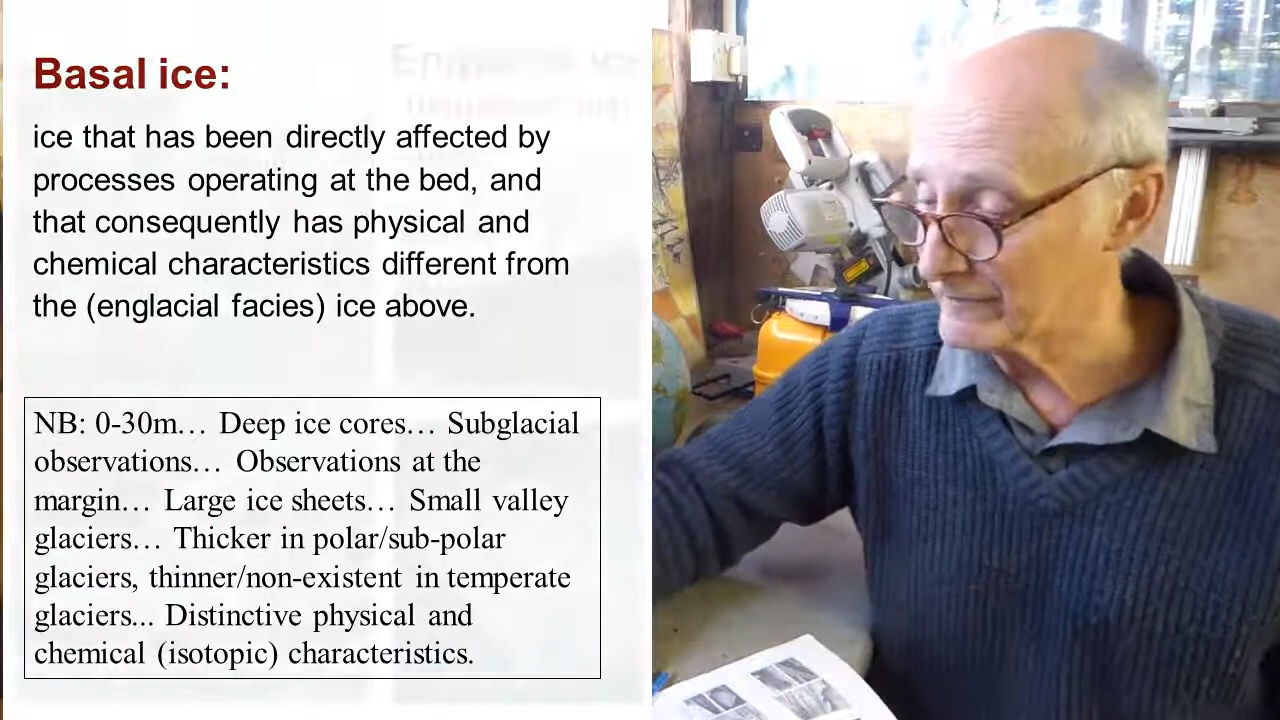 Basal ice:
ice that has been directly affected by
processes operating at the bed, and
that consequently has physical and
chemical characteristics different from
the (englacial facies) ice above.
NB: 0-30m… Deep ice cores… Subglacial
observations… Observations at the
margin… Large ice sheets… Small valley
glaciers… Thicker in polar/sub-polar
glaciers, thinner/non-existent in temperate
glaciers... Distinctive physical and
chemical (isotopic) characteristics.